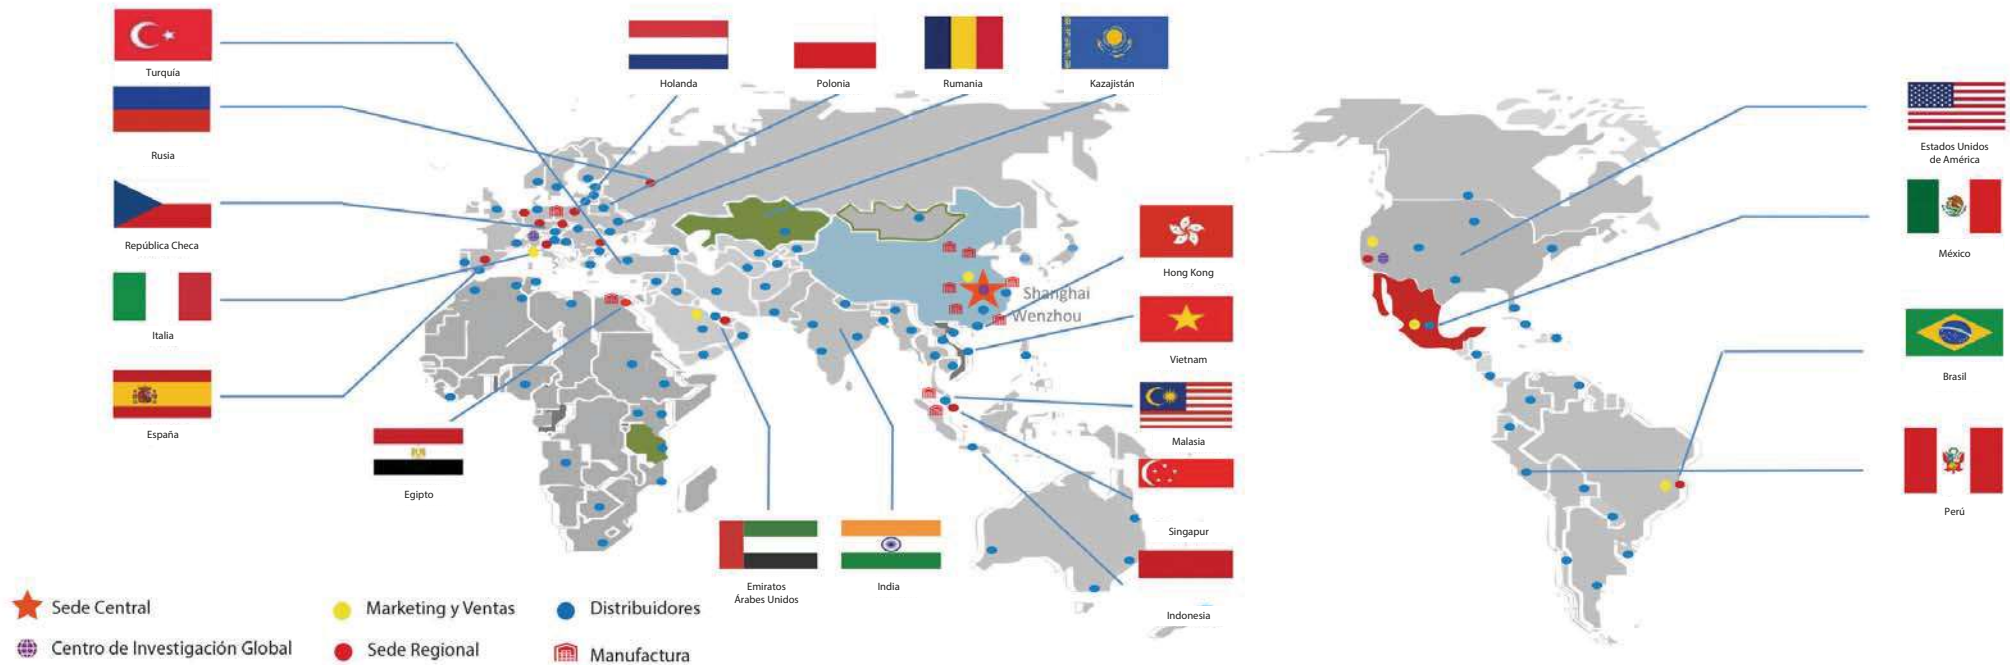 Turquía
Rusia
República Checa
Italia
España
Egipto
Holanda
Polonia
Rumania
Kazajistán
Shanghai
Wenzhou
Hong Kong
Vietnam
Malasia
Singapur
Indonesia
Emiratos
Árabes Unidos
India
Estados Unidos
de América
México
Brasil
Perú
Sede Central
Marketing y Ventas
Distribuidores
Centro de Investigación Global
Sede Regional
Manufactura